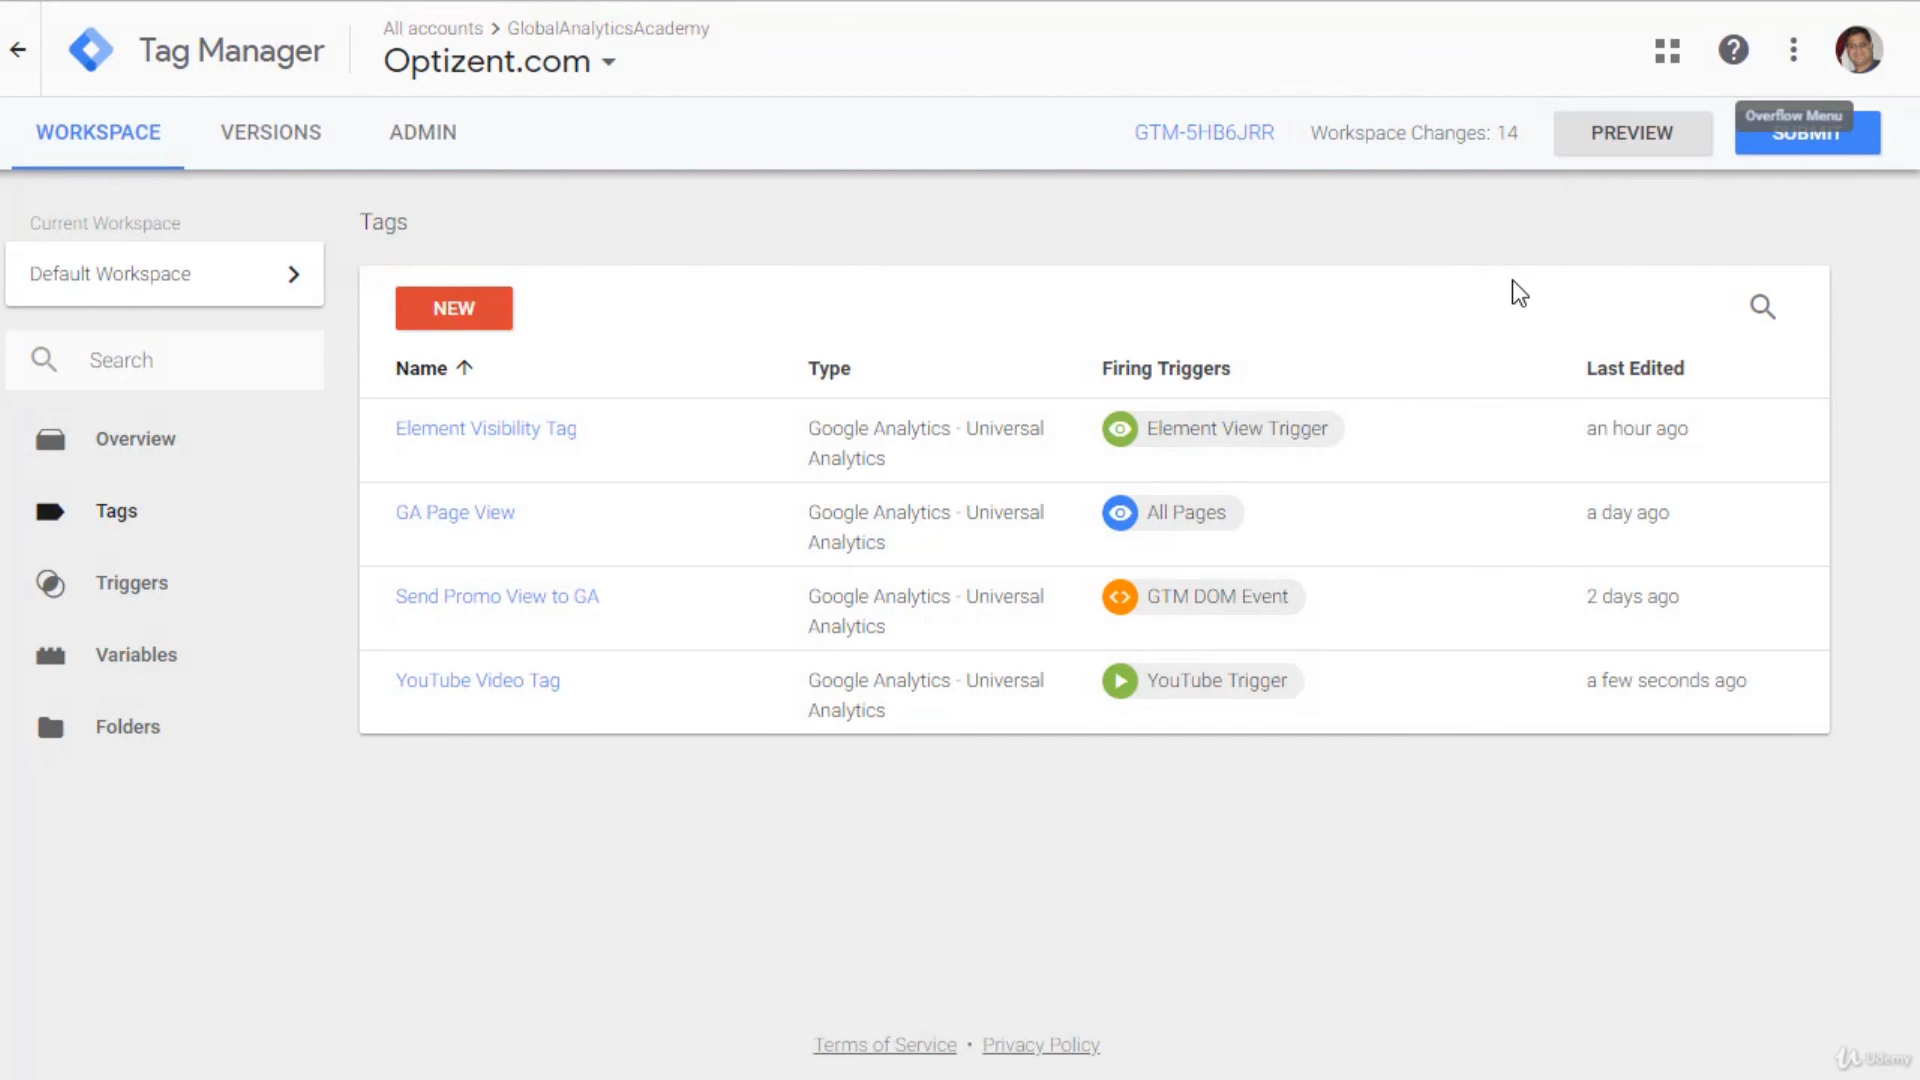 Tag Manager
All accounts > GlobalAnalyticsAcademy
Optizent.com
WORKSPACE VERSIONS ADMIN GTM-5HB6JRR Workspace Changes: 14 PREVIEW SUBMIT
Overflow Menu
Current Workspace
Default Workspace
Search
Overview
Tags
Triggers
Variables
Folders
Tags
NEW
Name Type Firing Triggers Last Edited
Element Visibility Tag Google Analytics - Universal Element View Trigger an hour ago
Analytics
GA Page View Google Analytics - Universal All Pages a day ago
Analytics
Send Promo View to GA Google Analytics - Universal GTM DOM Event 2 days ago
Analytics
YouTube Video Tag Google Analytics - Universal YouTube Trigger a few seconds ago
Analytics
Terms of Service • Privacy Policy
Udemy